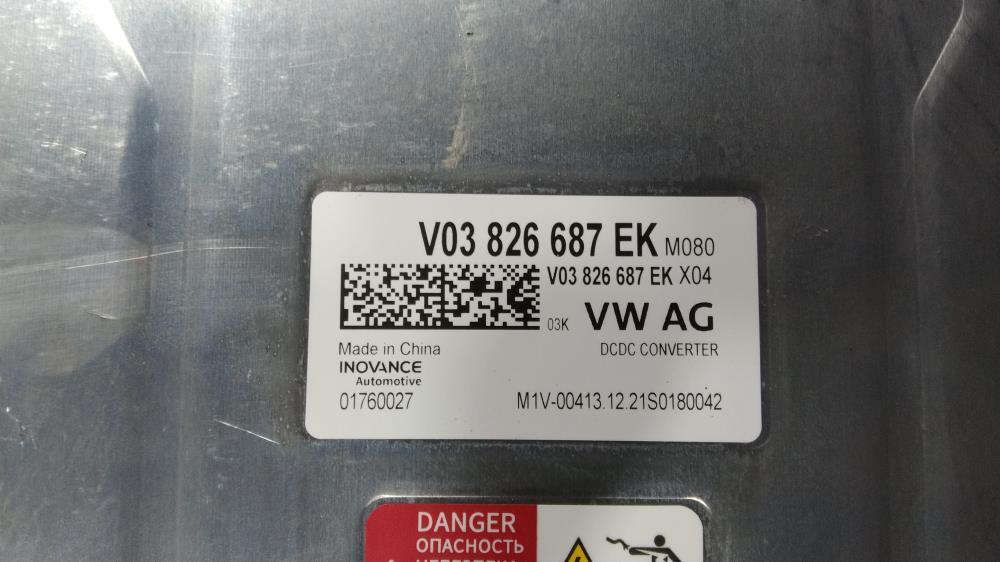 V03 826 687 EK M080
V03 826 687 EK X04
03K VW AG
Made in China
DCDC CONVERTER
INOVANCE
Automotive
01760027
M1V-00413.12.21S0180042
DANGER
ОПАСНОСТЬ